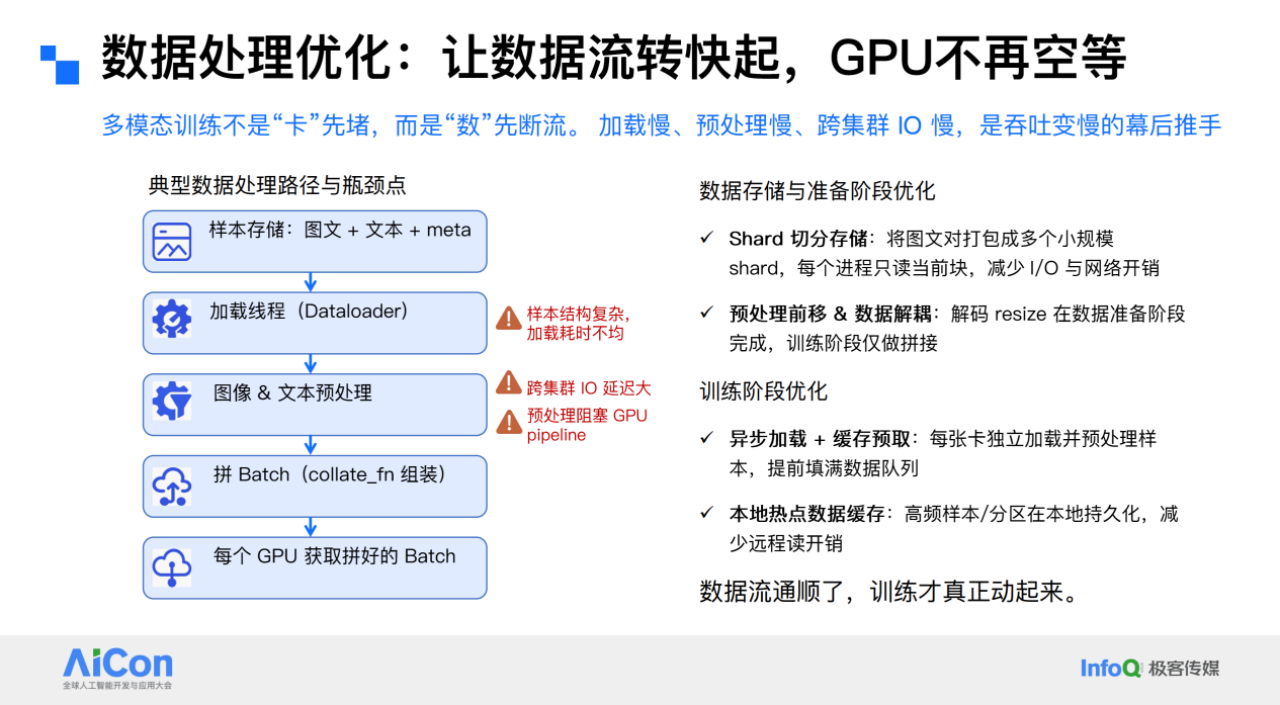 数据处理优化：让数据流转快起，GPU不再空等
多模态训练不是“卡”先堵，而是“数”先断流。 加载慢、预处理慢、跨集群 IO 慢，是吞吐变慢的幕后推手
典型数据处理路径与瓶颈点
样本存储：图文 + 文本 + meta
加载线程（Dataloader）
样本结构复杂，
加载耗时不均
图像 & 文本预处理
跨集群 IO 延迟大
预处理阻塞 GPU
pipeline
拼 Batch（collate_fn 组装）
每个 GPU 获取拼好的 Batch
数据存储与准备阶段优化
✓ Shard 切分存储：将图文对打包成多个小规模
shard，每个进程只读当前块，减少 I/O 与网络开销
✓ 预处理前移 & 数据解耦：解码 resize 在数据准备阶段
完成，训练阶段仅做拼接
训练阶段优化
✓ 异步加载 + 缓存预取：每张卡独立加载并预处理样
本，提前填满数据队列
✓ 本地热点数据缓存：高频样本/分区在本地持久化，减
少远程读开销
数据流通顺了，训练才真正动起来。
AiCon
全球人工智能开发与应用大会
InfoQ 极客传媒